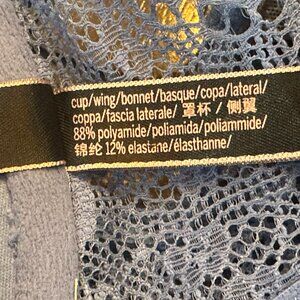 cup/wing/bonnet/basque/copa/lateral/
coppa/fascia laterale/ 罩杯 / 侧翼
88% polyamide/poliamida/poliammide/
锦纶 12% elastane/élasthanne/